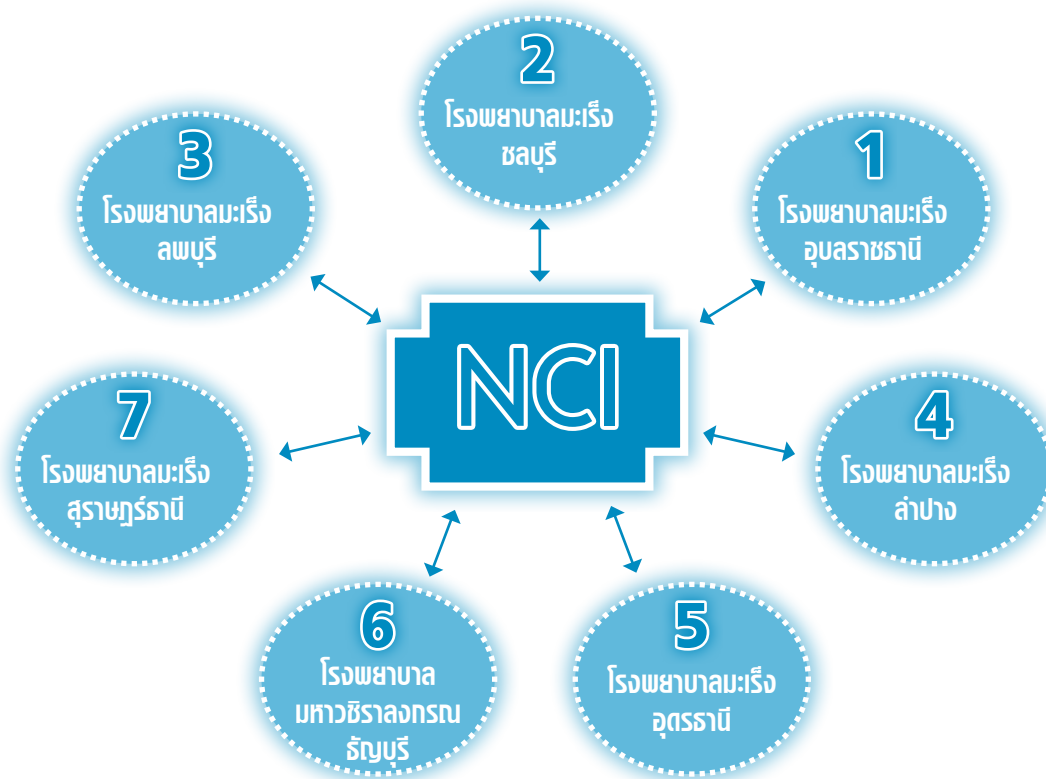 2
โรงพยาบาลมะเร็ง
ชลบุรี
3
โรงพยาบาลมะเร็ง
ลพบุรี
1
โรงพยาบาลมะเร็ง
อุบลราชธานี
NCI
7
โรงพยาบาลมะเร็ง
สุราษฎร์ธานี
4
โรงพยาบาลมะเร็ง
ลำปาง
6
โรงพยาบาล
มหาวชิราลงกรณ
ธัญบุรี
5
โรงพยาบาลมะเร็ง
อุดรธานี